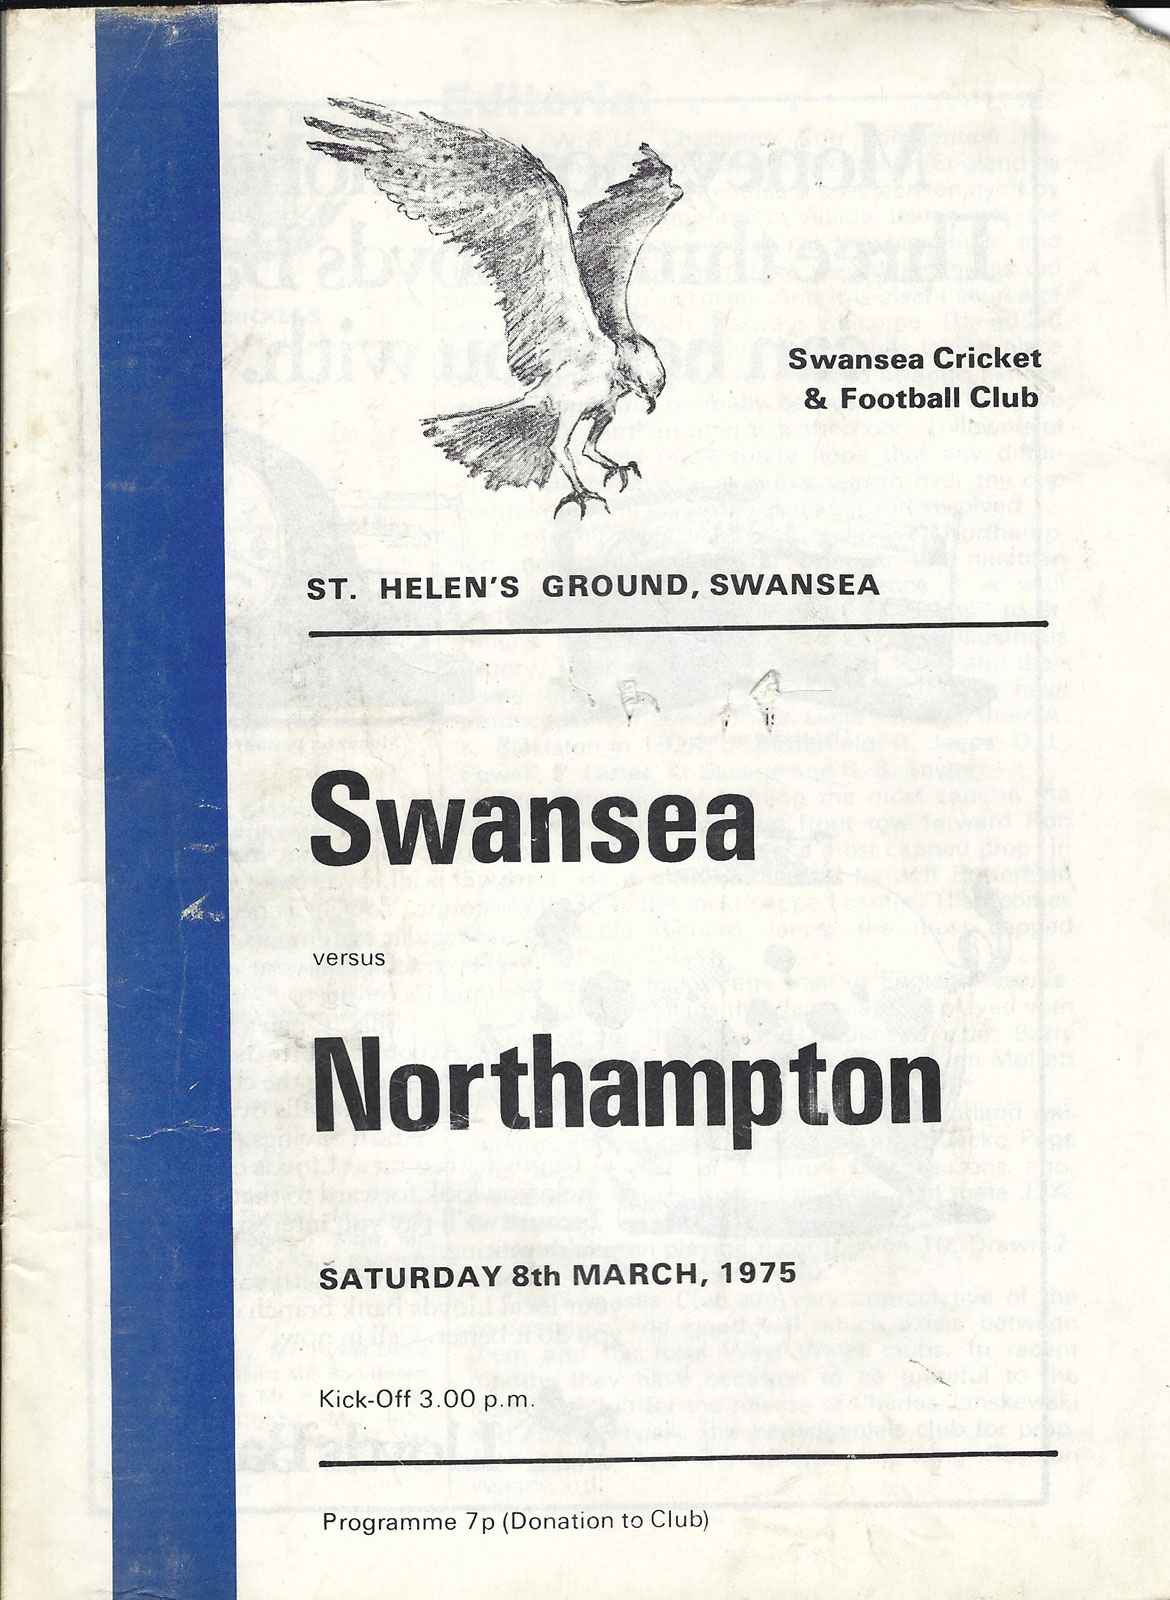 Swansea Cricket
& Football Club
ST. HELEN'S GROUND, SWANSEA
Swansea
versus
Northampton
SATURDAY 8th MARCH, 1975
Kick-Off 3.00 p.m.
Programme 7p (Donation to Club)